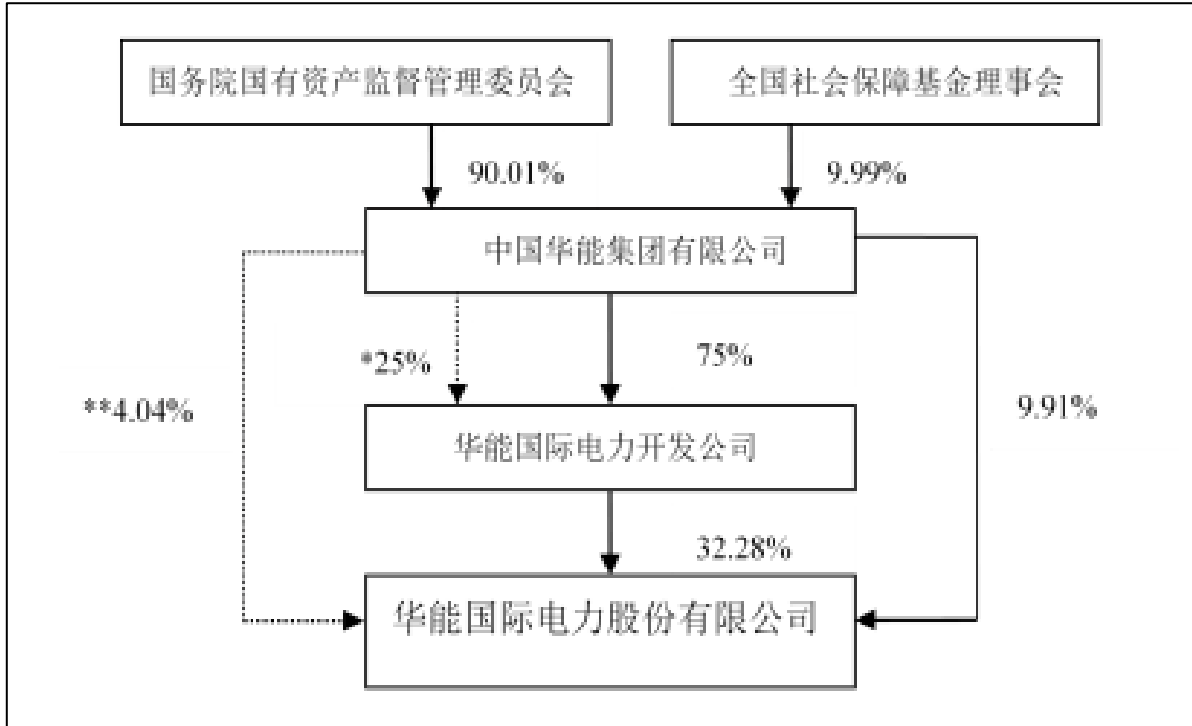 国务院国有资产监督管理委员会
全国社会保障基金理事会
90.01%
9.99%
中国华能集团有限公司
*25%
75%
**4.04%
9.91%
华能国际电力开发公司
32.28%
华能国际电力股份有限公司